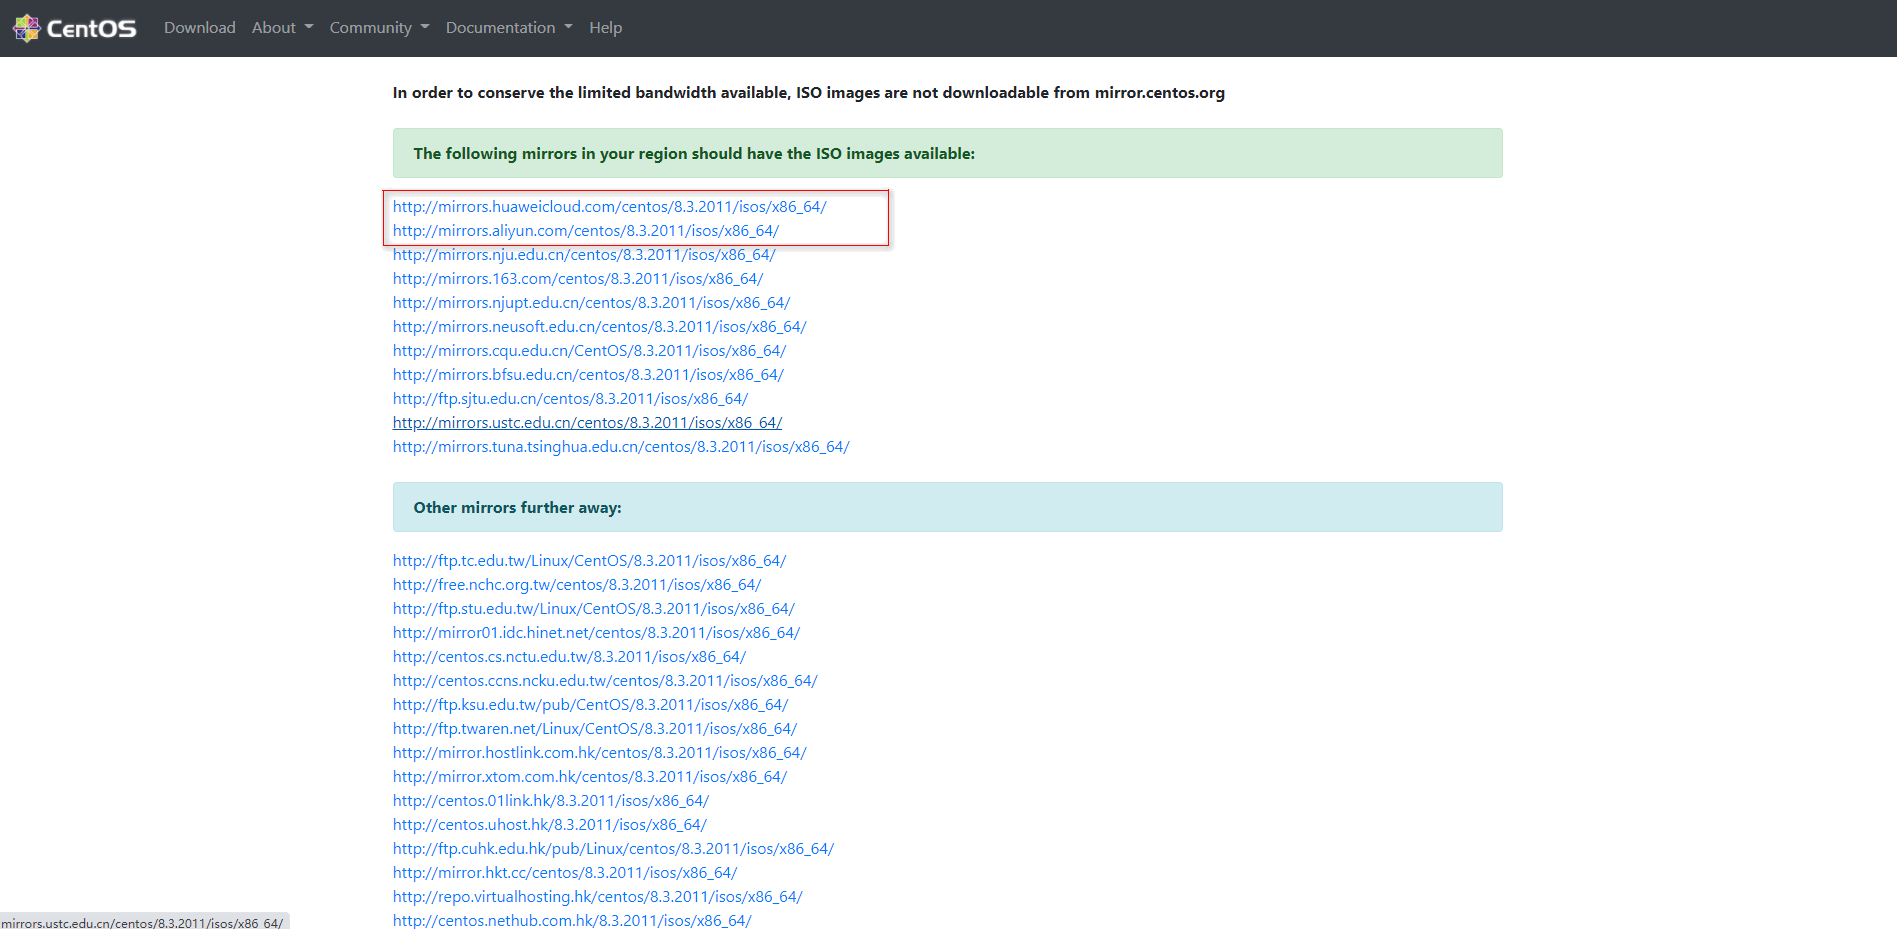 CentOS Download About Community Documentation Help
In order to conserve the limited bandwidth available, ISO images are not downloadable from mirror.centos.org
The following mirrors in your region should have the ISO images available:
http://mirrors.huaweicloud.com/centos/8.3.2011/isos/x86_64/
http://mirrors.aliyun.com/centos/8.3.2011/isos/x86_64/
http://mirrors.nju.edu.cn/centos/8.3.2011/isos/x86_64/
http://mirrors.163.com/centos/8.3.2011/isos/x86_64/
http://mirrors.njupt.edu.cn/centos/8.3.2011/isos/x86_64/
http://mirrors.neusoft.edu.cn/centos/8.3.2011/isos/x86_64/
http://mirrors.cqu.edu.cn/CentOS/8.3.2011/isos/x86_64/
http://mirrors.bfsu.edu.cn/centos/8.3.2011/isos/x86_64/
http://ftp.sjtu.edu.cn/centos/8.3.2011/isos/x86_64/
http://mirrors.ustc.edu.cn/centos/8.3.2011/isos/x86_64/
http://mirrors.tuna.tsinghua.edu.cn/centos/8.3.2011/isos/x86_64/
Other mirrors further away:
http://ftp.tc.edu.tw/Linux/CentOS/8.3.2011/isos/x86_64/
http://free.nchc.org.tw/centos/8.3.2011/isos/x86_64/
http://ftp.stu.edu.tw/Linux/CentOS/8.3.2011/isos/x86_64/
http://mirror01.idc.hinet.net/centos/8.3.2011/isos/x86_64/
http://centos.cs.nctu.edu.tw/8.3.2011/isos/x86_64/
http://centos.ccns.ncku.edu.tw/centos/8.3.2011/isos/x86_64/
http://ftp.ksu.edu.tw/pub/CentOS/8.3.2011/isos/x86_64/
http://ftp.twaren.net/Linux/CentOS/8.3.2011/isos/x86_64/
http://mirror.hostlink.com.hk/centos/8.3.2011/isos/x86_64/
http://mirror.xtom.com.hk/centos/8.3.2011/isos/x86_64/
http://centos.01link.hk/8.3.2011/isos/x86_64/
http://centos.uhost.hk/8.3.2011/isos/x86_64/
http://ftp.cuhk.edu.hk/pub/Linux/centos/8.3.2011/isos/x86_64/
http://mirror.hkt.cc/centos/8.3.2011/isos/x86_64/
http://repo.virtualhosting.hk/centos/8.3.2011/isos/x86_64/
http://centos.nethub.com.hk/8.3.2011/isos/x86_64/
mirrors.ustc.edu.cn/centos/8.3.2011/isos/x86_64/